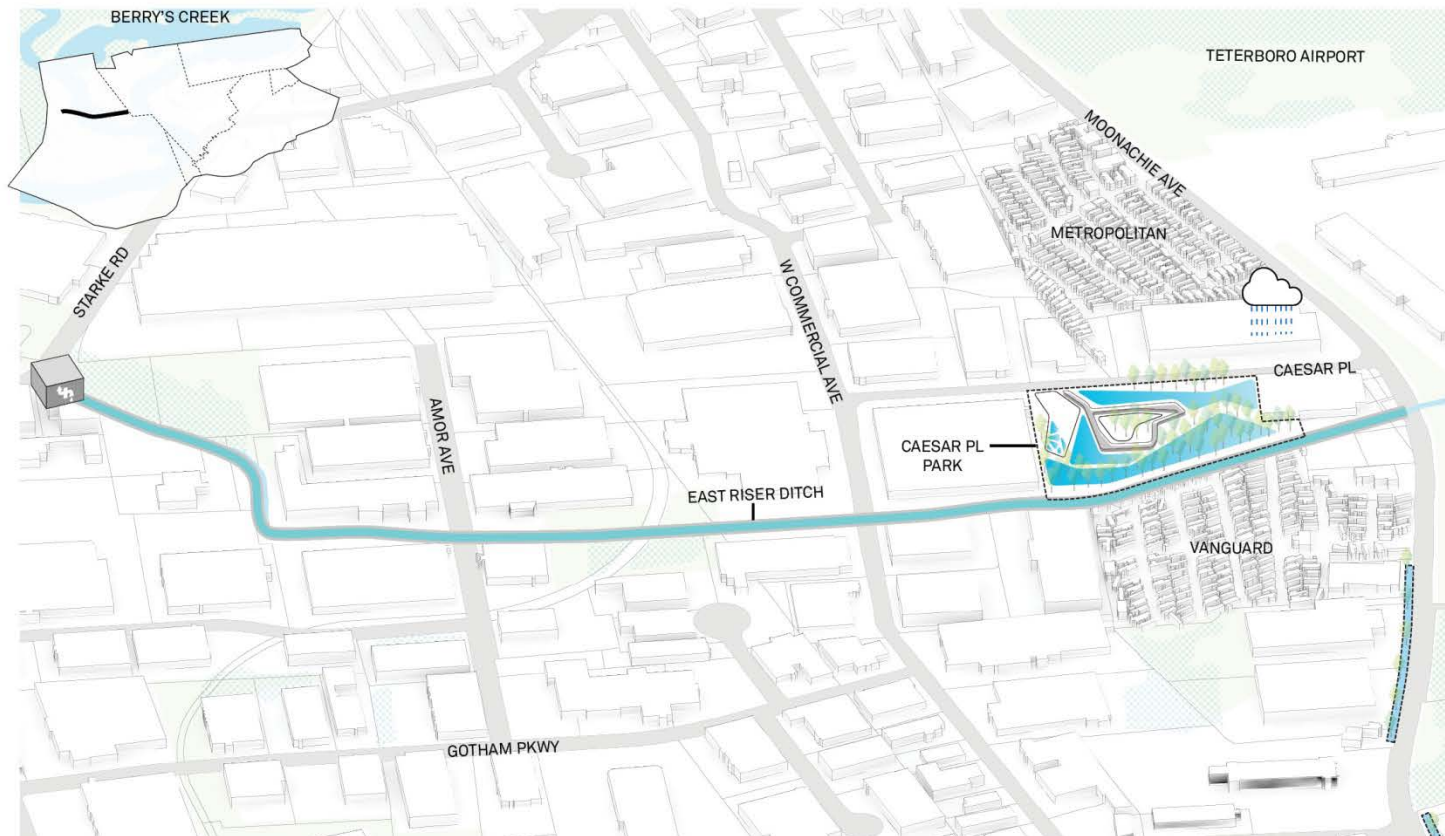 BERRY'S CREEK
TETERBORO AIRPORT
MOONACHIE AVE
METROPOLITAN
STARKE RD
W COMMERCIAL AVE
CAESAR PL
AMOR AVE
CAESAR PL
PARK
EAST RISER DITCH
VANGUARD
GOTHAM PKWY